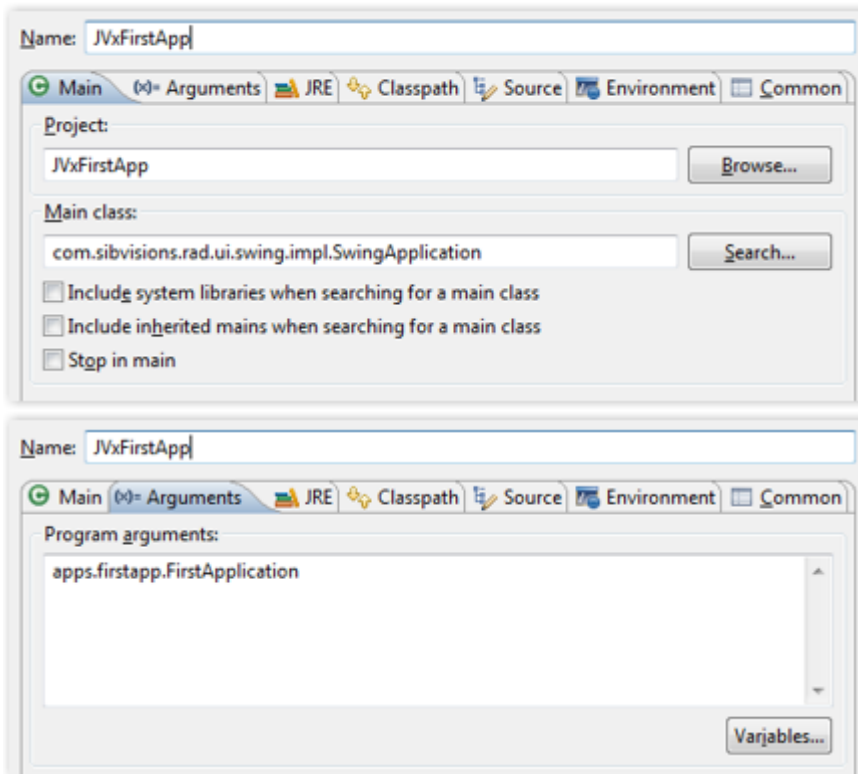 Name: JVxFirstApp
Main (x)= Arguments JRE Classpath Source Environment Common
Project:
JVxFirstApp Browse...
Main class:
com.sibvisions.rad.ui.swing.impl.SwingApplication Search...
Include system libraries when searching for a main class
Include inherited mains when searching for a main class
Stop in main
Name: JVxFirstApp
Main (x)= Arguments JRE Classpath Source Environment Common
Program arguments:
apps.firstapp.FirstApplication
Variables...